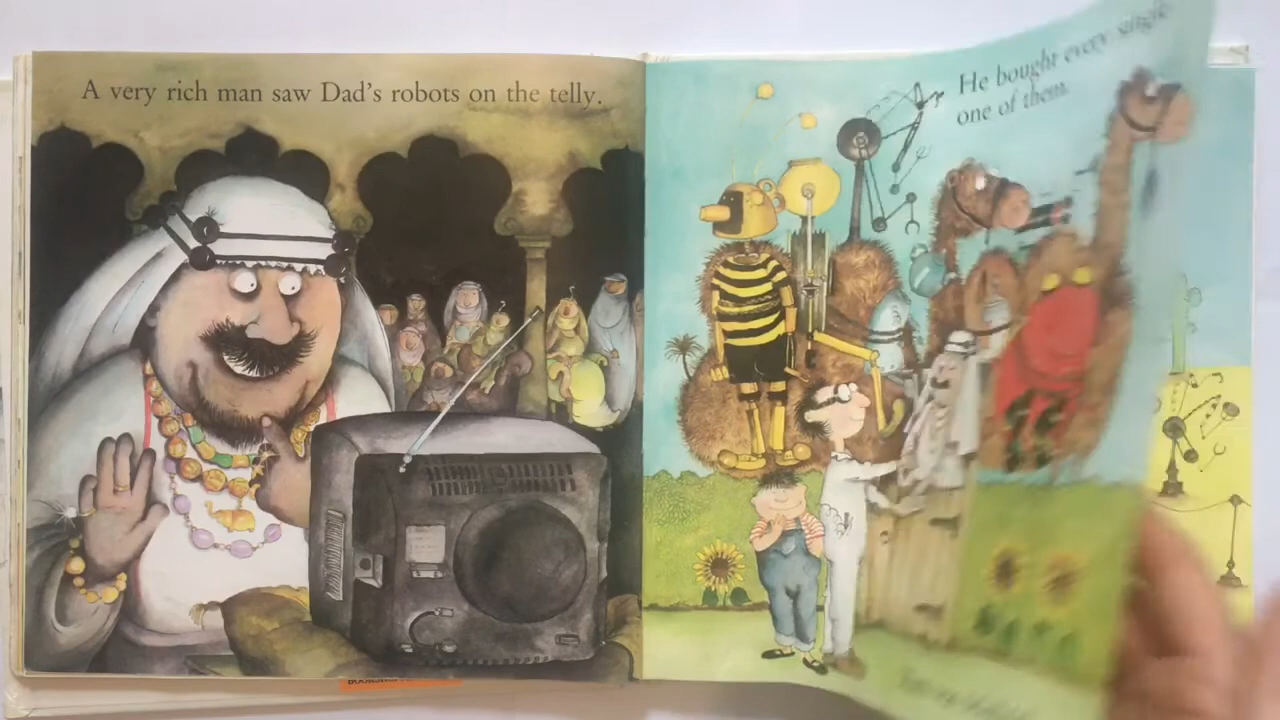 A very rich man saw Dad's robots on the telly.
He bought every single
one of them.